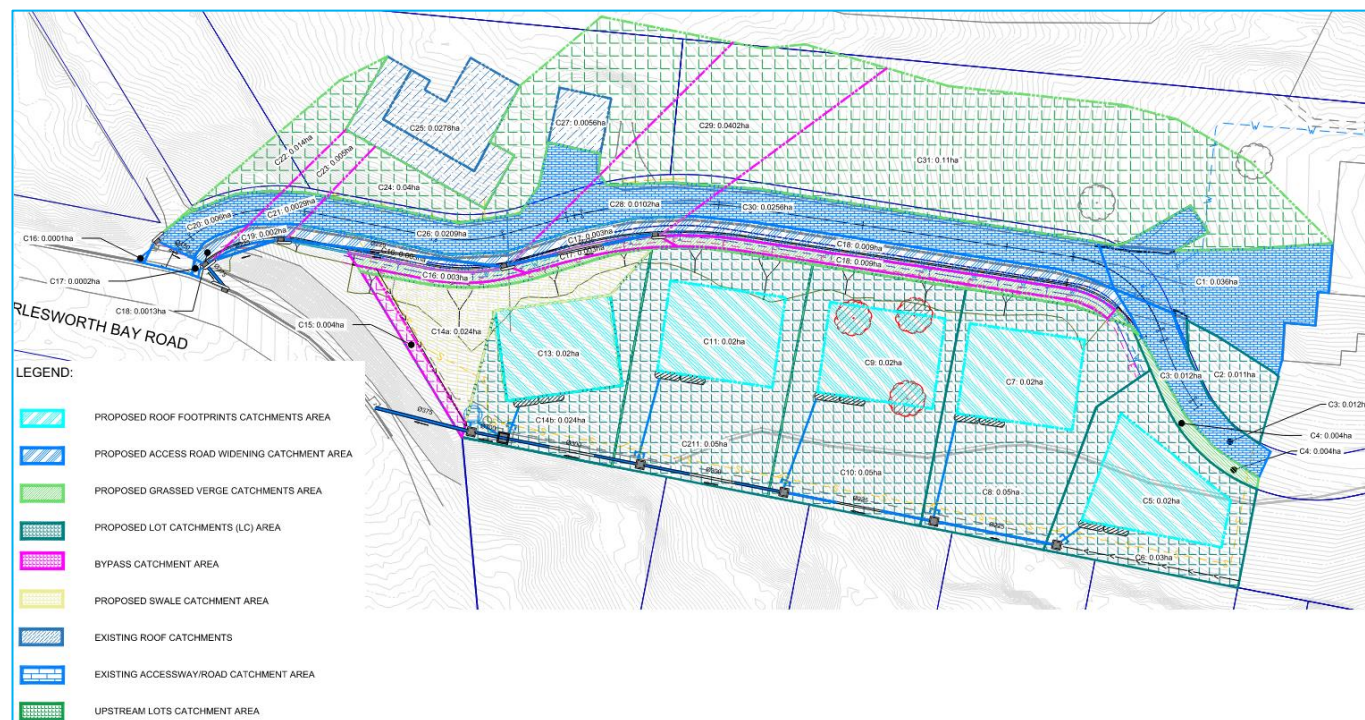 C22: 0.014ha
C23: 0.005ha
C24: 0.04ha
C25: 0.0278ha
C27: 0.0056ha
C29: 0.0402ha
C31: 0.11ha
C20: 0.006ha
C21: 0.0029ha
C19: 0.002ha
C26: 0.0209ha
C28: 0.0102ha
C30: 0.0256ha
C17: 0.003ha
C18: 0.009ha
C16: 0.003ha
C18: 0.009ha
C1: 0.036ha
C16: 0.0001ha
C17: 0.0002ha
C18: 0.0013ha
C15: 0.004ha
C14a: 0.024ha
C13: 0.02ha
C11: 0.02ha
C9: 0.02ha
C7: 0.02ha
C3: 0.012ha
C2: 0.011ha
C3: 0.012h
C4: 0.004ha
C4: 0.004ha
C5: 0.02ha
C14b: 0.024ha
C211: 0.05ha
C10: 0.05ha
C8: 0.05ha
C6: 0.03ha
Ø375
Ø300
Ø225
RLESWORTH BAY ROAD
LEGEND:
PROPOSED ROOF FOOTPRINTS CATCHMENTS AREA
PROPOSED ACCESS ROAD WIDENING CATCHMENT AREA
PROPOSED GRASSED VERGE CATCHMENTS AREA
PROPOSED LOT CATCHMENTS (LC) AREA
BYPASS CATCHMENT AREA
PROPOSED SWALE CATCHMENT AREA
EXISTING ROOF CATCHMENTS
EXISTING ACCESSWAY/ROAD CATCHMENT AREA
UPSTREAM LOTS CATCHMENT AREA